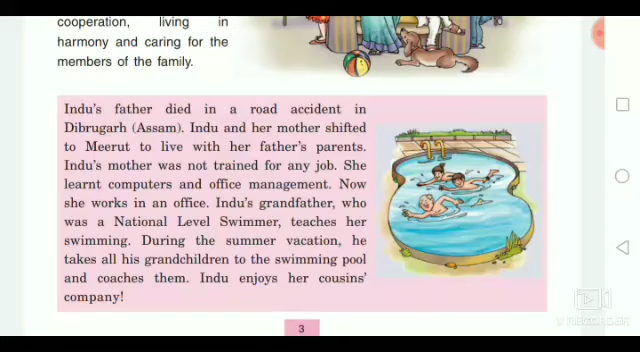 cooperation, living in
harmony and caring for the
members of the family.
Indu's father died in a road accident in
Dibrugarh (Assam). Indu and her mother shifted
to Meerut to live with her father's parents.
Indu's mother was not trained for any job. She
learnt computers and office management. Now
she works in an office. Indu's grandfather, who
was a National Level Swimmer, teaches her
swimming. During the summer vacation, he
takes all his grandchildren to the swimming pool
and coaches them. Indu enjoys her cousins'
company!
3